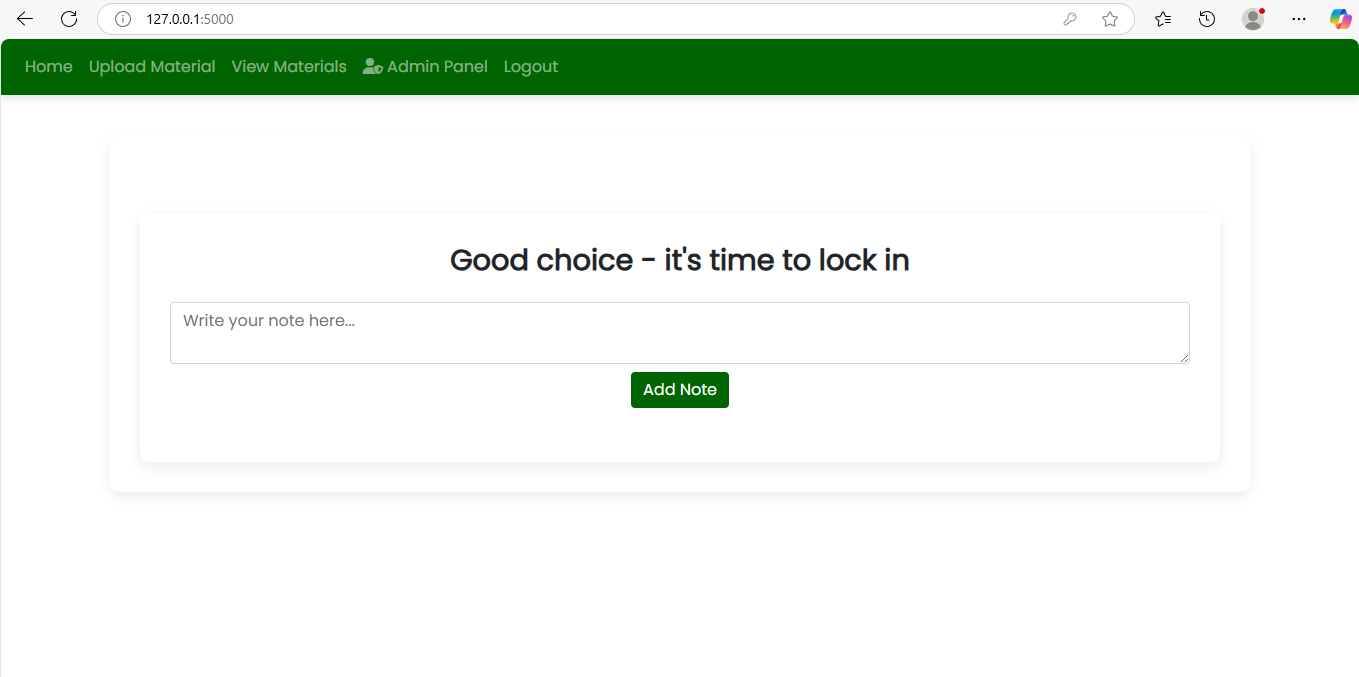 127.0.0.1:5000
Home Upload Material View Materials Admin Panel Logout
Good choice - it's time to lock in
Write your note here...
Add Note